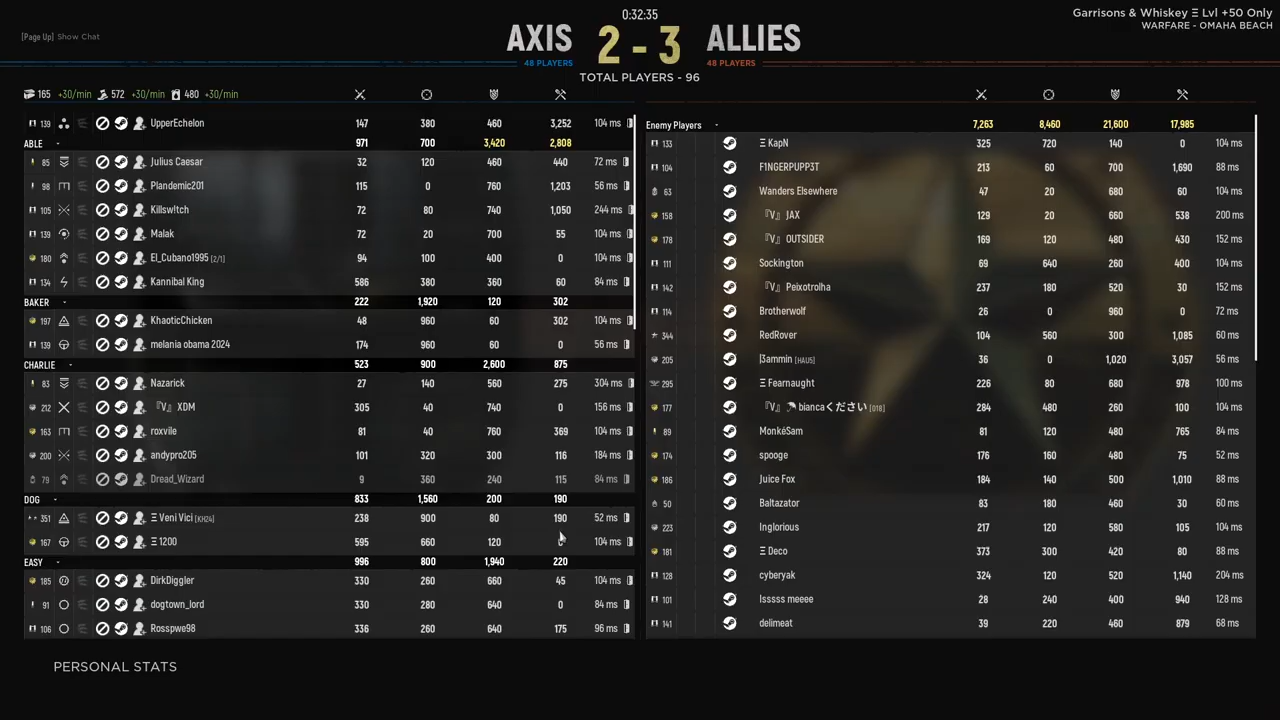 0:32:35
Garrisons & Whiskey Ξ Lvl +50 Only
WARFARE - OMAHA BEACH
[Page Up] Show Chat
AXIS 2 - 3 ALLIES
48 PLAYERS 48 PLAYERS
TOTAL PLAYERS - 96
165 +30/min 572 +30/min 480 +30/min
139 UpperEchelon 147 380 460 3,252 104 ms
ABLE 971 700 3,420 2,808
85 Julius Caesar 32 120 460 440 72 ms
98 Plandemic201 115 0 760 1,203 56 ms
105 Killsw!tch 72 80 740 1,050 244 ms
139 Malak 72 20 700 55 104 ms
180 El_Cubano1995 [2/1] 94 100 400 0 104 ms
134 Kannibal King 586 380 360 60 84 ms
BAKER 222 1,920 120 302
197 KhaoticChicken 48 960 60 302 104 ms
139 melania obama 2024 174 960 60 0 56 ms
CHARLIE 523 900 2,600 875
83 Nazarick 27 140 560 275 304 ms
212 『V』 XDM 305 40 740 0 156 ms
163 roxvile 81 40 760 369 104 ms
200 andypro205 101 320 300 116 184 ms
79 Dread_Wizard 9 360 240 115 84 ms
DOG 833 1,560 200 190
351 Ξ Veni Vici [KH24] 238 900 80 190 52 ms
167 Ξ 1200 595 660 120 104 ms
EASY 996 800 1,940 220
185 DirkDiggler 330 260 660 45 104 ms
91 dogtown_lord 330 280 640 0 84 ms
106 Rosspwe98 336 260 640 175 96 ms
Enemy Players 7,263 8,460 21,600 17,985
133 Ξ KapN 325 720 140 0 104 ms
104 F1NGERPUPP3T 213 60 700 1,690 88 ms
63 Wanders Elsewhere 47 20 680 60 104 ms
158 『V』 JAX 129 20 660 538 200 ms
178 『V』 OUTSIDER 169 120 480 430 152 ms
111 Sockington 69 640 260 400 104 ms
142 『V』 Peixotrolha 237 180 520 30 152 ms
114 Brotherwolf 26 0 960 0 72 ms
344 RedRover 104 560 300 1,085 60 ms
205 |3ammin [HAUS] 36 0 1,020 3,057 56 ms
295 Ξ Fearnaught 226 80 680 978 100 ms
177 『V』 ☂ biancaください [018] 284 480 260 100 104 ms
89 MonkéSam 81 120 480 765 84 ms
174 spooge 176 160 480 75 52 ms
186 Juice Fox 184 140 500 1,010 88 ms
50 Baltazator 83 180 460 30 60 ms
223 Inglorious 217 120 580 105 104 ms
181 Ξ Deco 373 300 420 80 88 ms
128 cyberyak 324 120 520 1,140 204 ms
101 Isssss meeee 28 240 400 940 128 ms
141 delimeat 39 220 460 879 68 ms
PERSONAL STATS